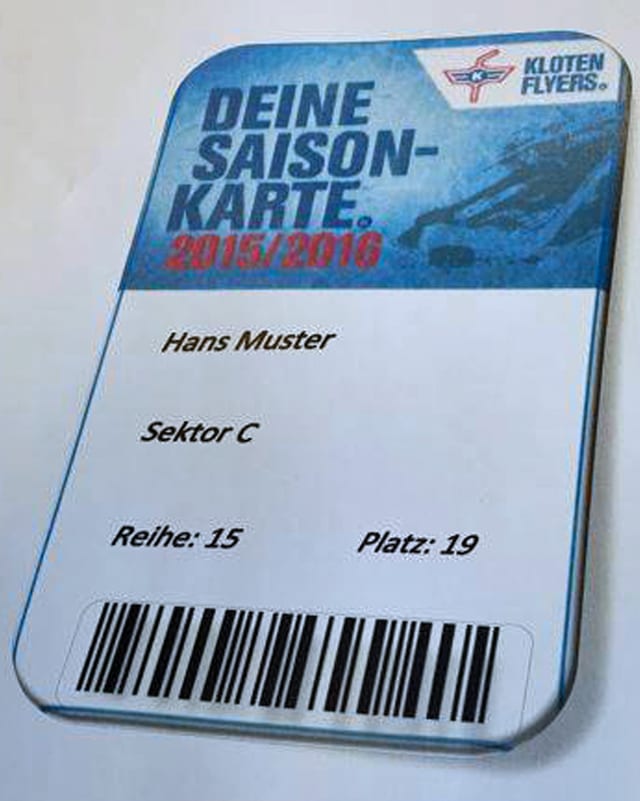 KLOTEN
FLYERS.
DEINE
SAISON-
KARTE.
2015/2016
Hans Muster
Sektor C
Reihe: 15 Platz: 19